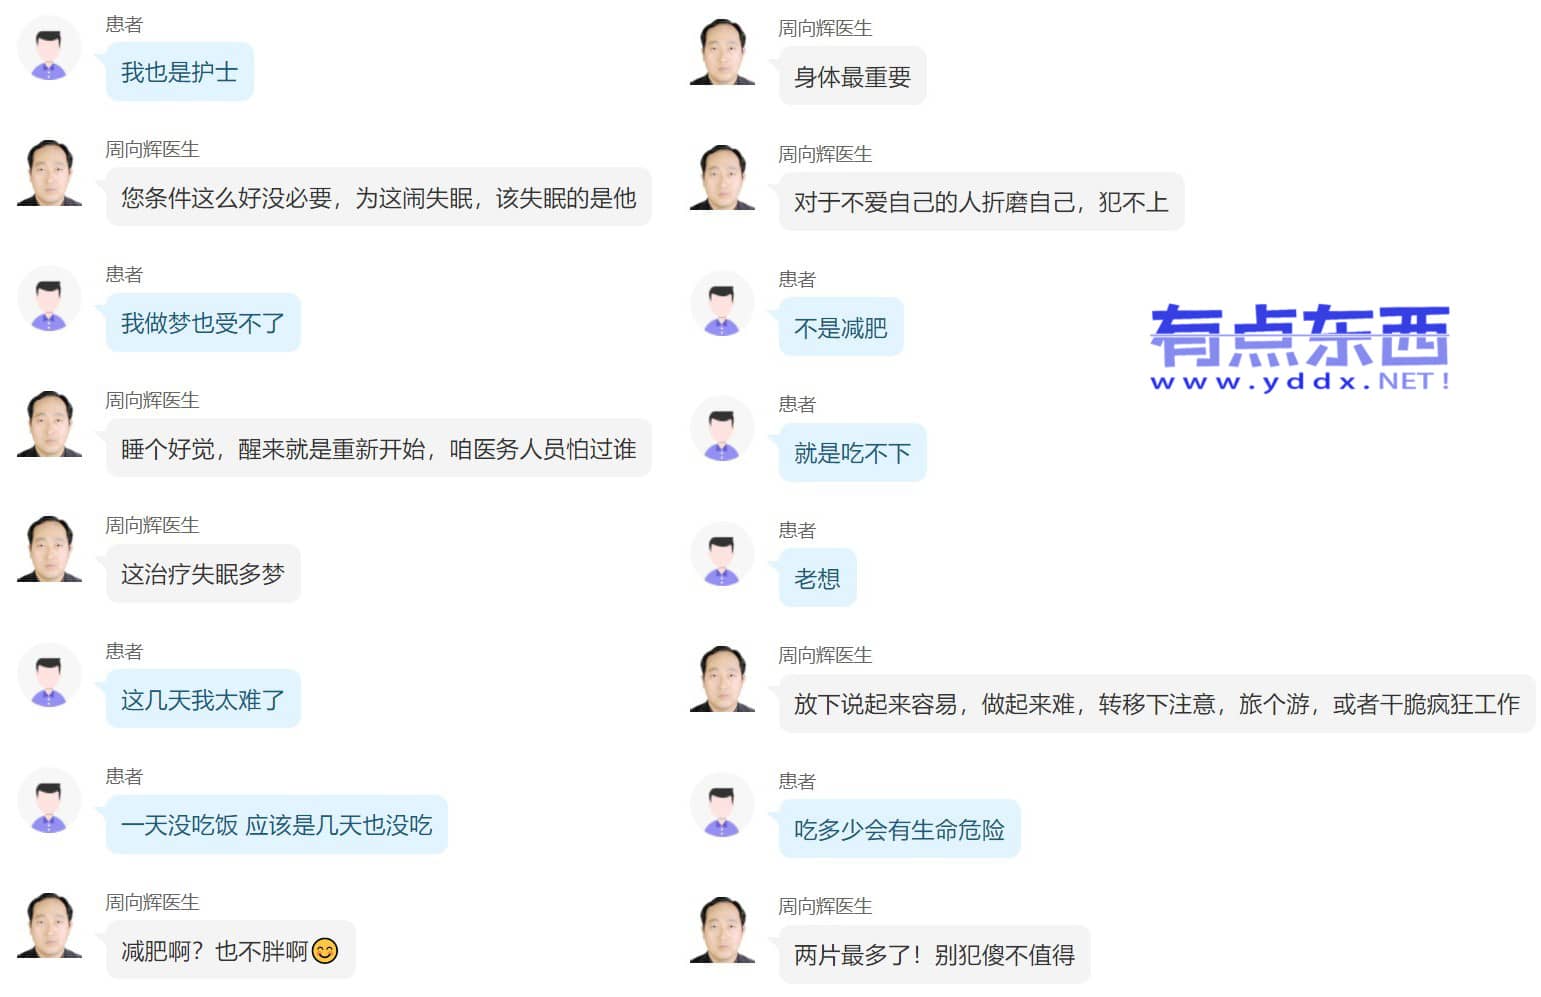 患者
我也是护士
周向辉医生
您条件这么好没必要，为这闹失眠，该失眠的是他
患者
我做梦也受不了
周向辉医生
睡个好觉，醒来就是重新开始，咱医务人员怕过谁
周向辉医生
这治疗失眠多梦
患者
这几天我太难了
患者
一天没吃饭 应该是几天也没吃
周向辉医生
减肥啊？也不胖啊😊
周向辉医生
身体最重要
周向辉医生
对于不爱自己的人折磨自己，犯不上
患者
不是减肥
患者
就是吃不下
患者
老想
周向辉医生
放下说起来容易，做起来难，转移下注意，旅个游，或者干脆疯狂工作
患者
吃多少会有生命危险
周向辉医生
两片最多了！别犯傻不值得
有点东西
www.yddx.NET!